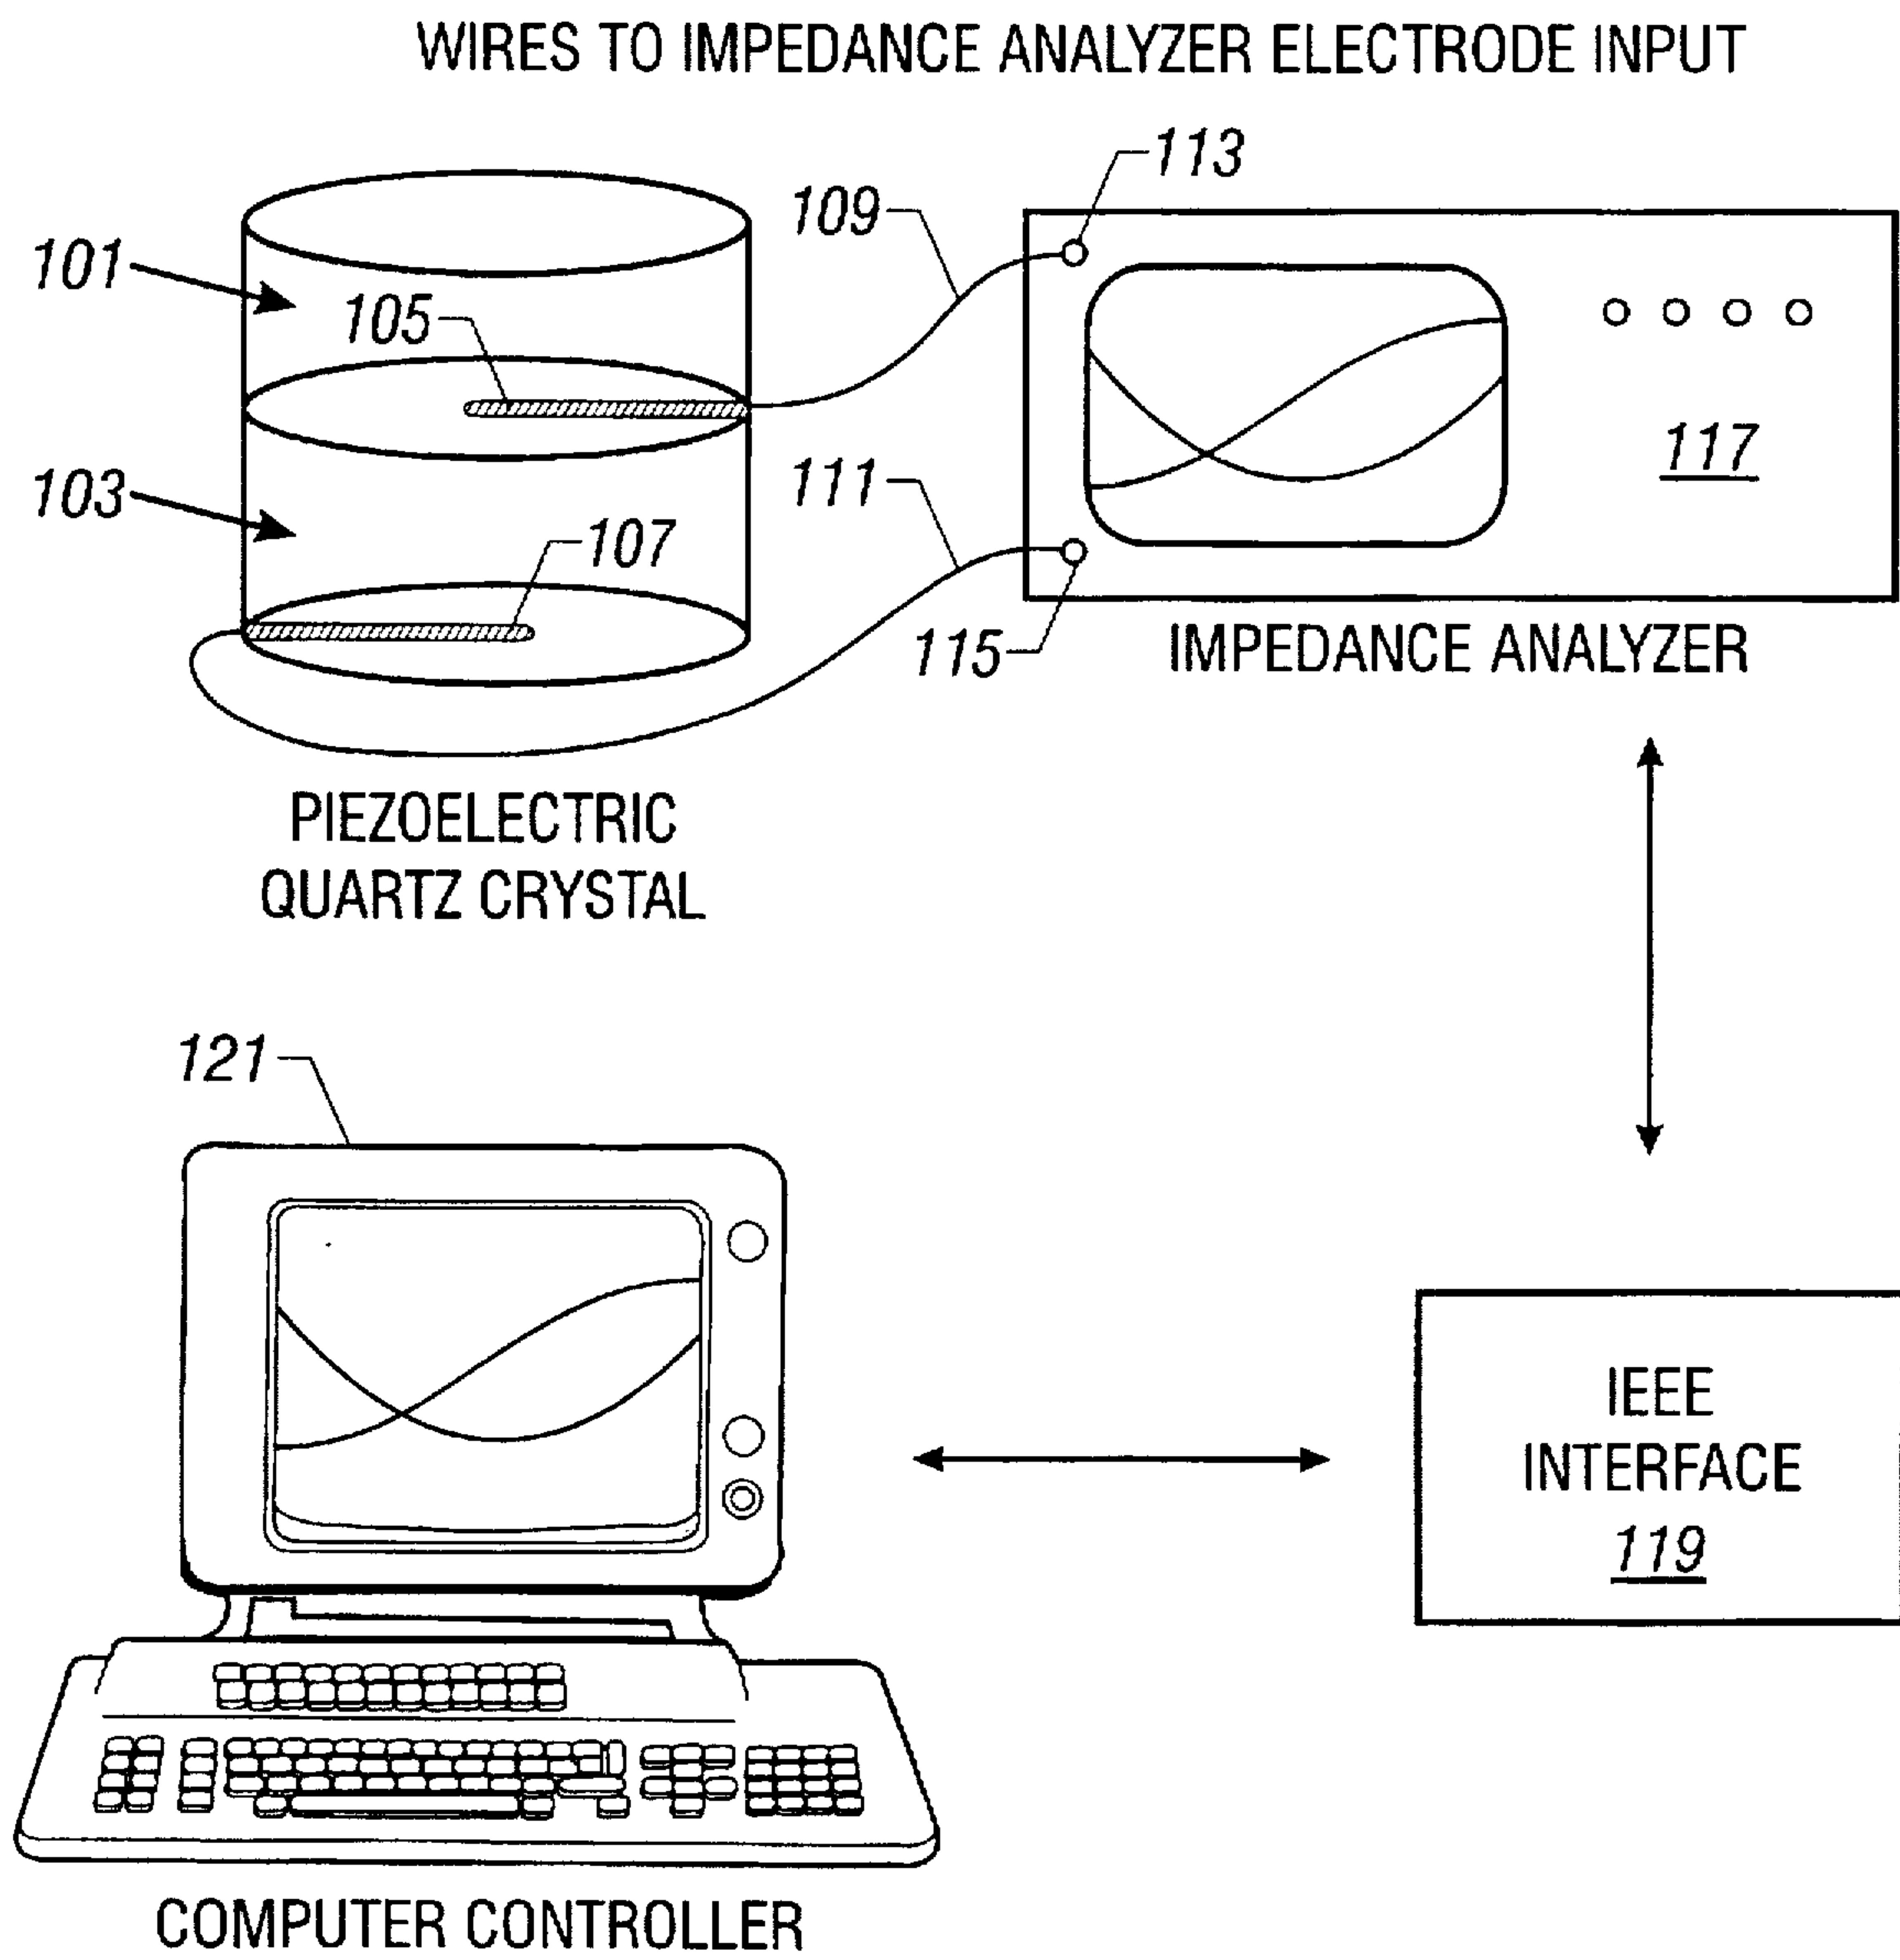 WIRES TO IMPEDANCE ANALYZER ELECTRODE INPUT
113
109
101
105
117
103
111
107
115
IMPEDANCE ANALYZER
PIEZOELECTRIC
QUARTZ CRYSTAL
121
IEEE
INTERFACE
119
COMPUTER CONTROLLER